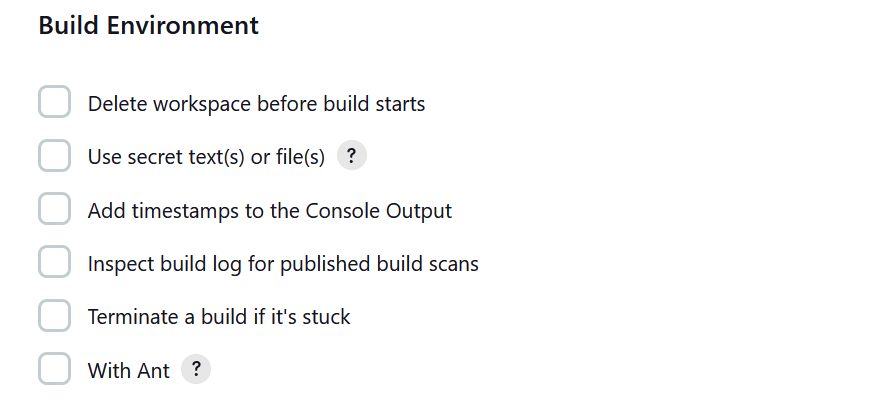 Build Environment
Delete workspace before build starts
Use secret text(s) or file(s) ?
Add timestamps to the Console Output
Inspect build log for published build scans
Terminate a build if it's stuck
With Ant ?